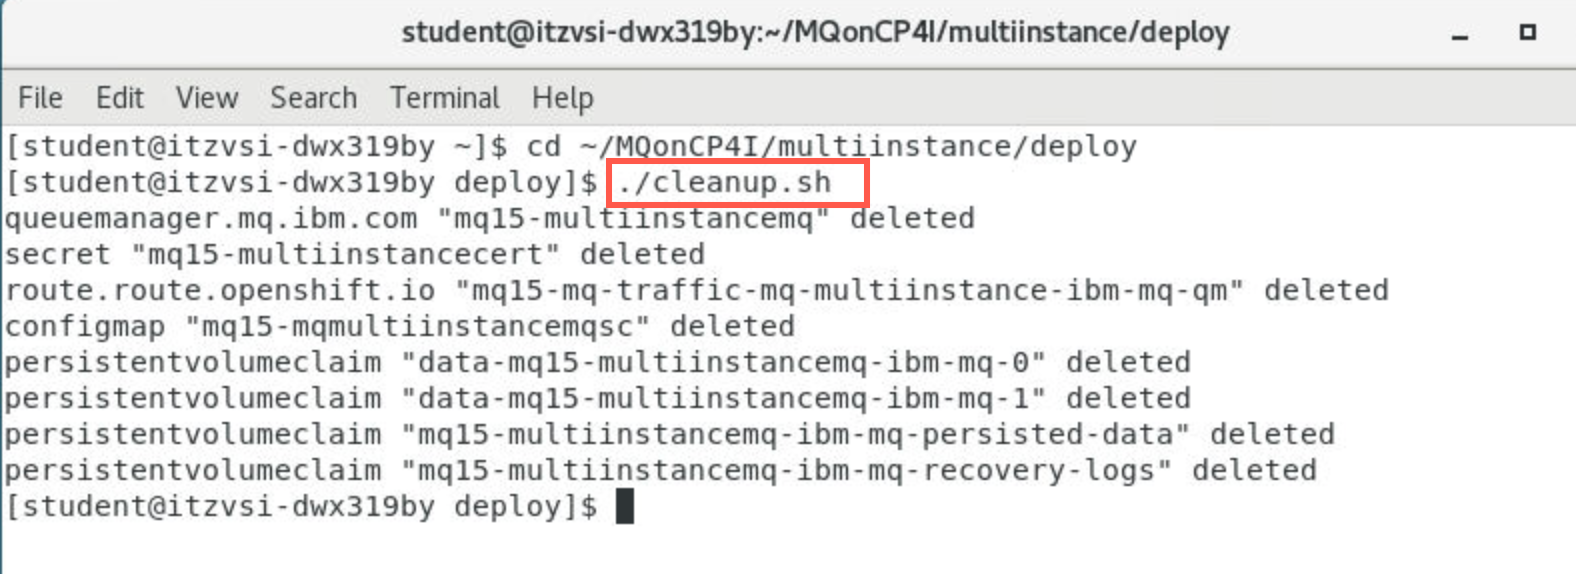 student@itzvsi-dwx319by:~/MQonCP4I/multiinstance/deploy
File Edit View Search Terminal Help
[student@itzvsi-dwx319by ~]$ cd ~/MQonCP4I/multiinstance/deploy
[student@itzvsi-dwx319by deploy]$ ./cleanup.sh
queuemanager.mq.ibm.com "mq15-multiinstancemq" deleted
secret "mq15-multiinstancecert" deleted
route.route.openshift.io "mq15-mq-traffic-mq-multiinstance-ibm-mq-qm" deleted
configmap "mq15-mqmultiinstancemqsc" deleted
persistentvolumeclaim "data-mq15-multiinstancemq-ibm-mq-0" deleted
persistentvolumeclaim "data-mq15-multiinstancemq-ibm-mq-1" deleted
persistentvolumeclaim "mq15-multiinstancemq-ibm-mq-persisted-data" deleted
persistentvolumeclaim "mq15-multiinstancemq-ibm-mq-recovery-logs" deleted
[student@itzvsi-dwx319by deploy]$